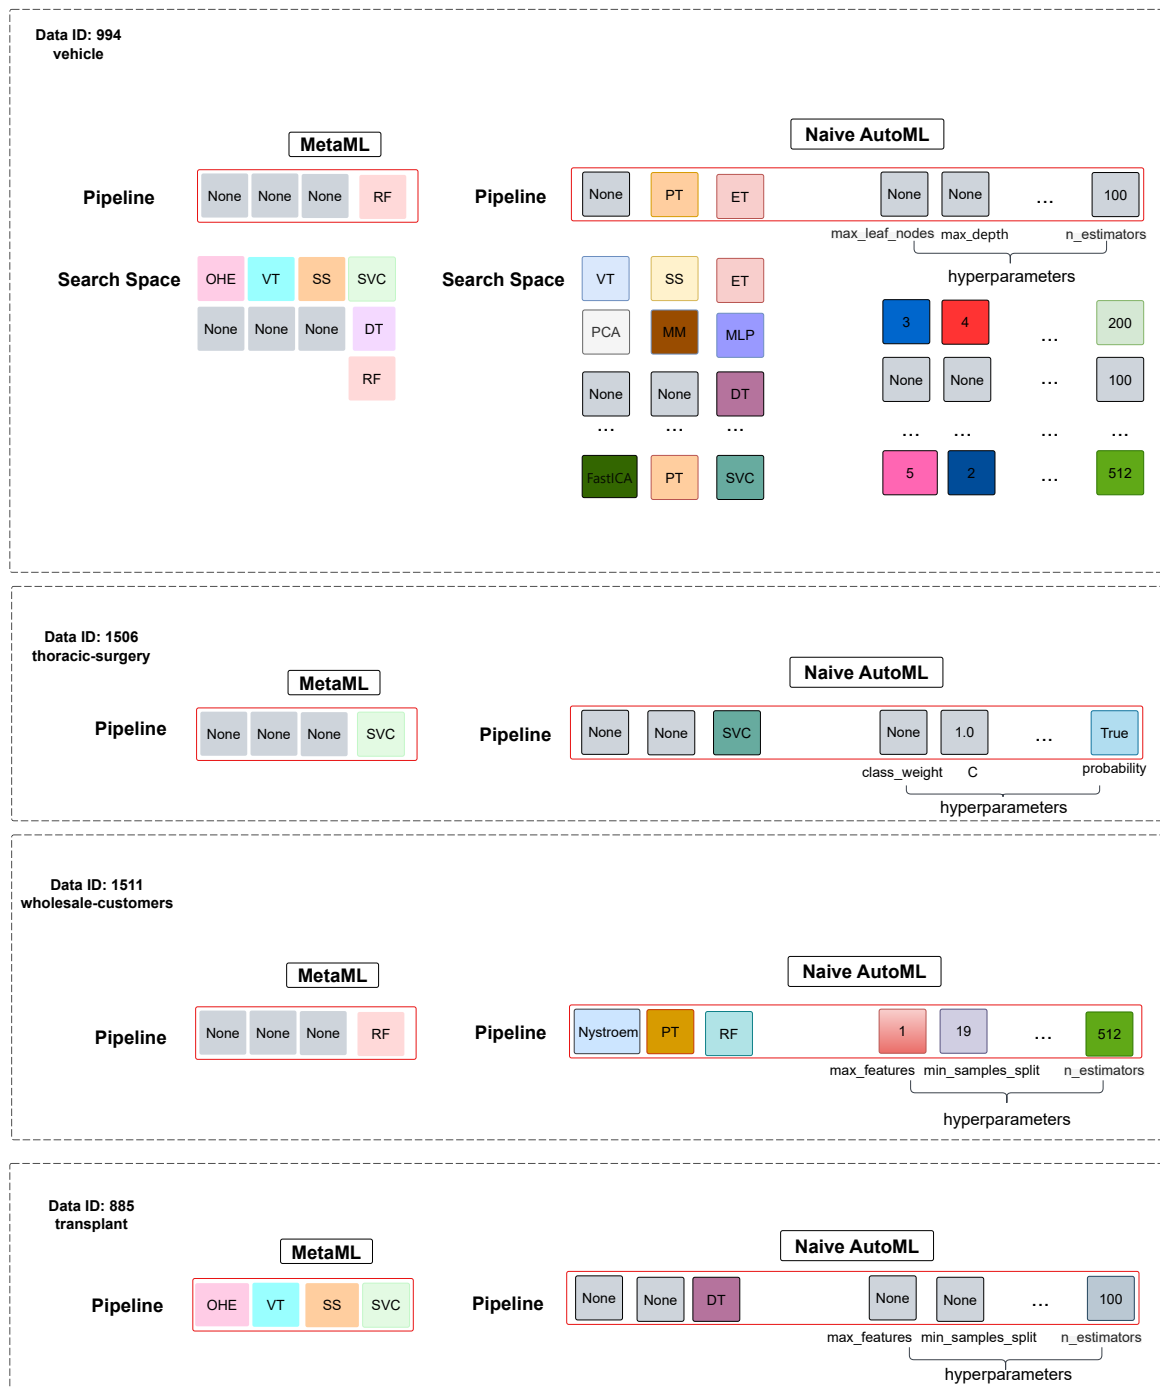 Data ID: 994
vehicle
MetaML
Naive AutoML
Pipeline
None None None RF
Pipeline
None PT ET None None ... 100
max_leaf_nodes max_depth n_estimators
hyperparameters
Search Space
OHE VT SS SVC
None None None DT
RF
Search Space
VT SS ET
PCA MM MLP
None None DT
... ... ...
FastICA PT SVC
3 4 ... 200
None None ... 100
... ... ... ...
5 2 ... 512
Data ID: 1506
thoracic-surgery
MetaML
Naive AutoML
Pipeline
None None None SVC
Pipeline
None None SVC None 1.0 ... True
class_weight C probability
hyperparameters
Data ID: 1511
wholesale-customers
MetaML
Naive AutoML
Pipeline
None None None RF
Pipeline
Nystroem PT RF 1 19 ... 512
max_features min_samples_split n_estimators
hyperparameters
Data ID: 885
transplant
MetaML
Naive AutoML
Pipeline
OHE VT SS SVC
Pipeline
None None DT None None ... 100
max_features min_samples_split n_estimators
hyperparameters